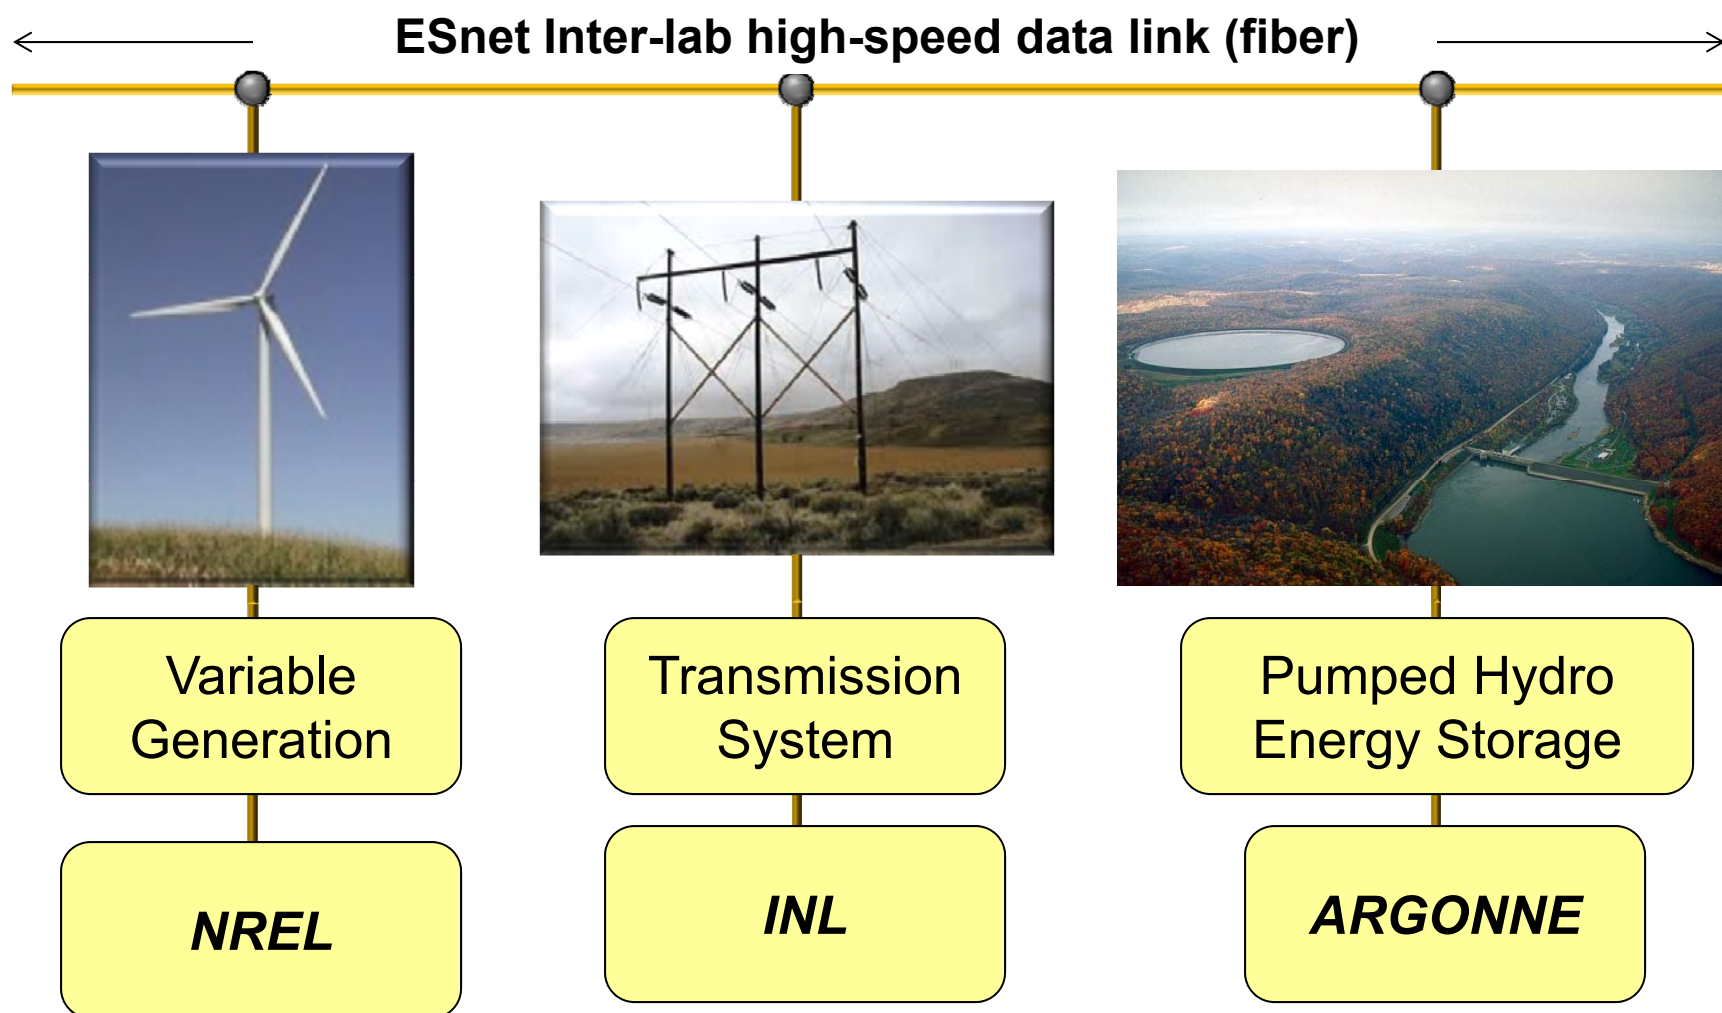 ESnet Inter-lab high-speed data link (fiber)
Variable
Generation
Transmission
System
Pumped Hydro
Energy Storage
NREL
INL
ARGONNE